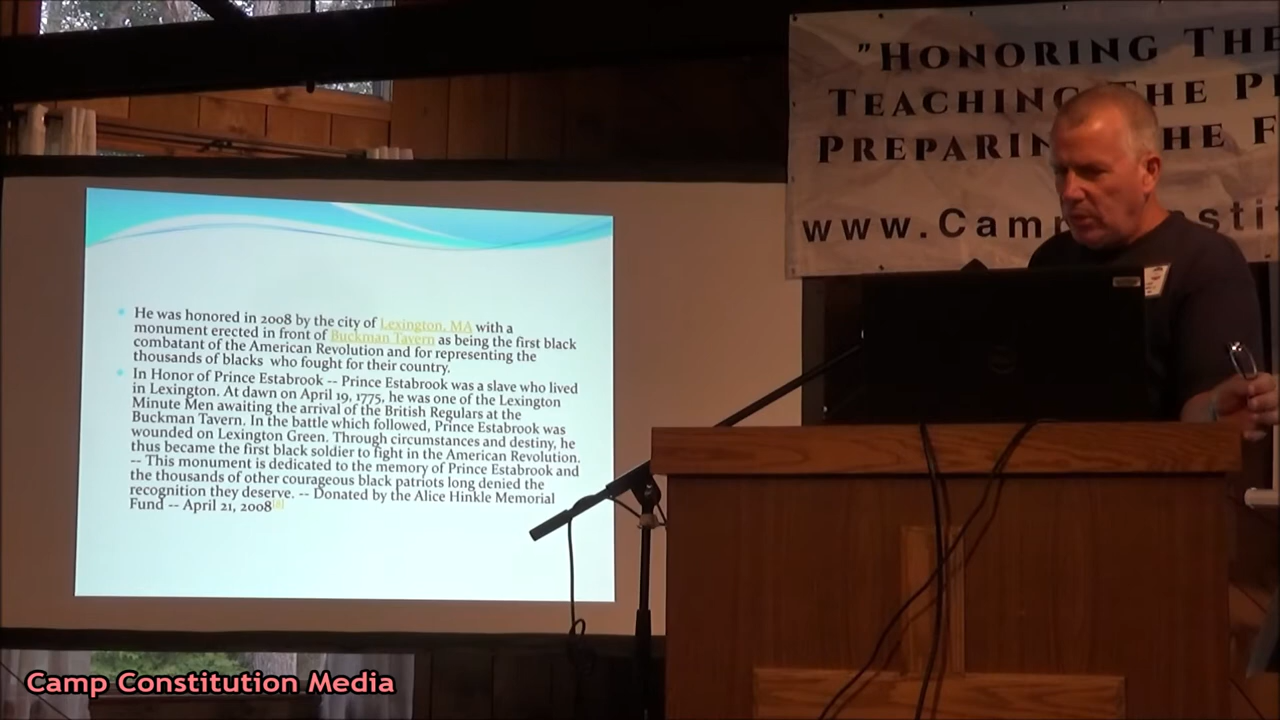 "HONORING THE
TEACHING THE P
PREPARIN HE F
www.Cam sti
He was honored in 2008 by the city of Lexington, MA with a
monument erected in front of Buckman Tavern as being the first black
combatant of the American Revolution and for representing the
thousands of blacks who fought for their country.
In Honor of Prince Estabrook -- Prince Estabrook was a slave who lived
in Lexington. At dawn on April 19, 1775, he was one of the Lexington
Minute Men awaiting the arrival of the British Regulars at the
Buckman Tavern. In the battle which followed, Prince Estabrook was
wounded on Lexington Green. Through circumstances and destiny, he
thus became the first black soldier to fight in the American Revolution.
-- This monument is dedicated to the memory of Prince Estabrook and
the thousands of other courageous black patriots long denied the
recognition they deserve. -- Donated by the Alice Hinkle Memorial
Fund -- April 21, 2008
Camp Constitution Media